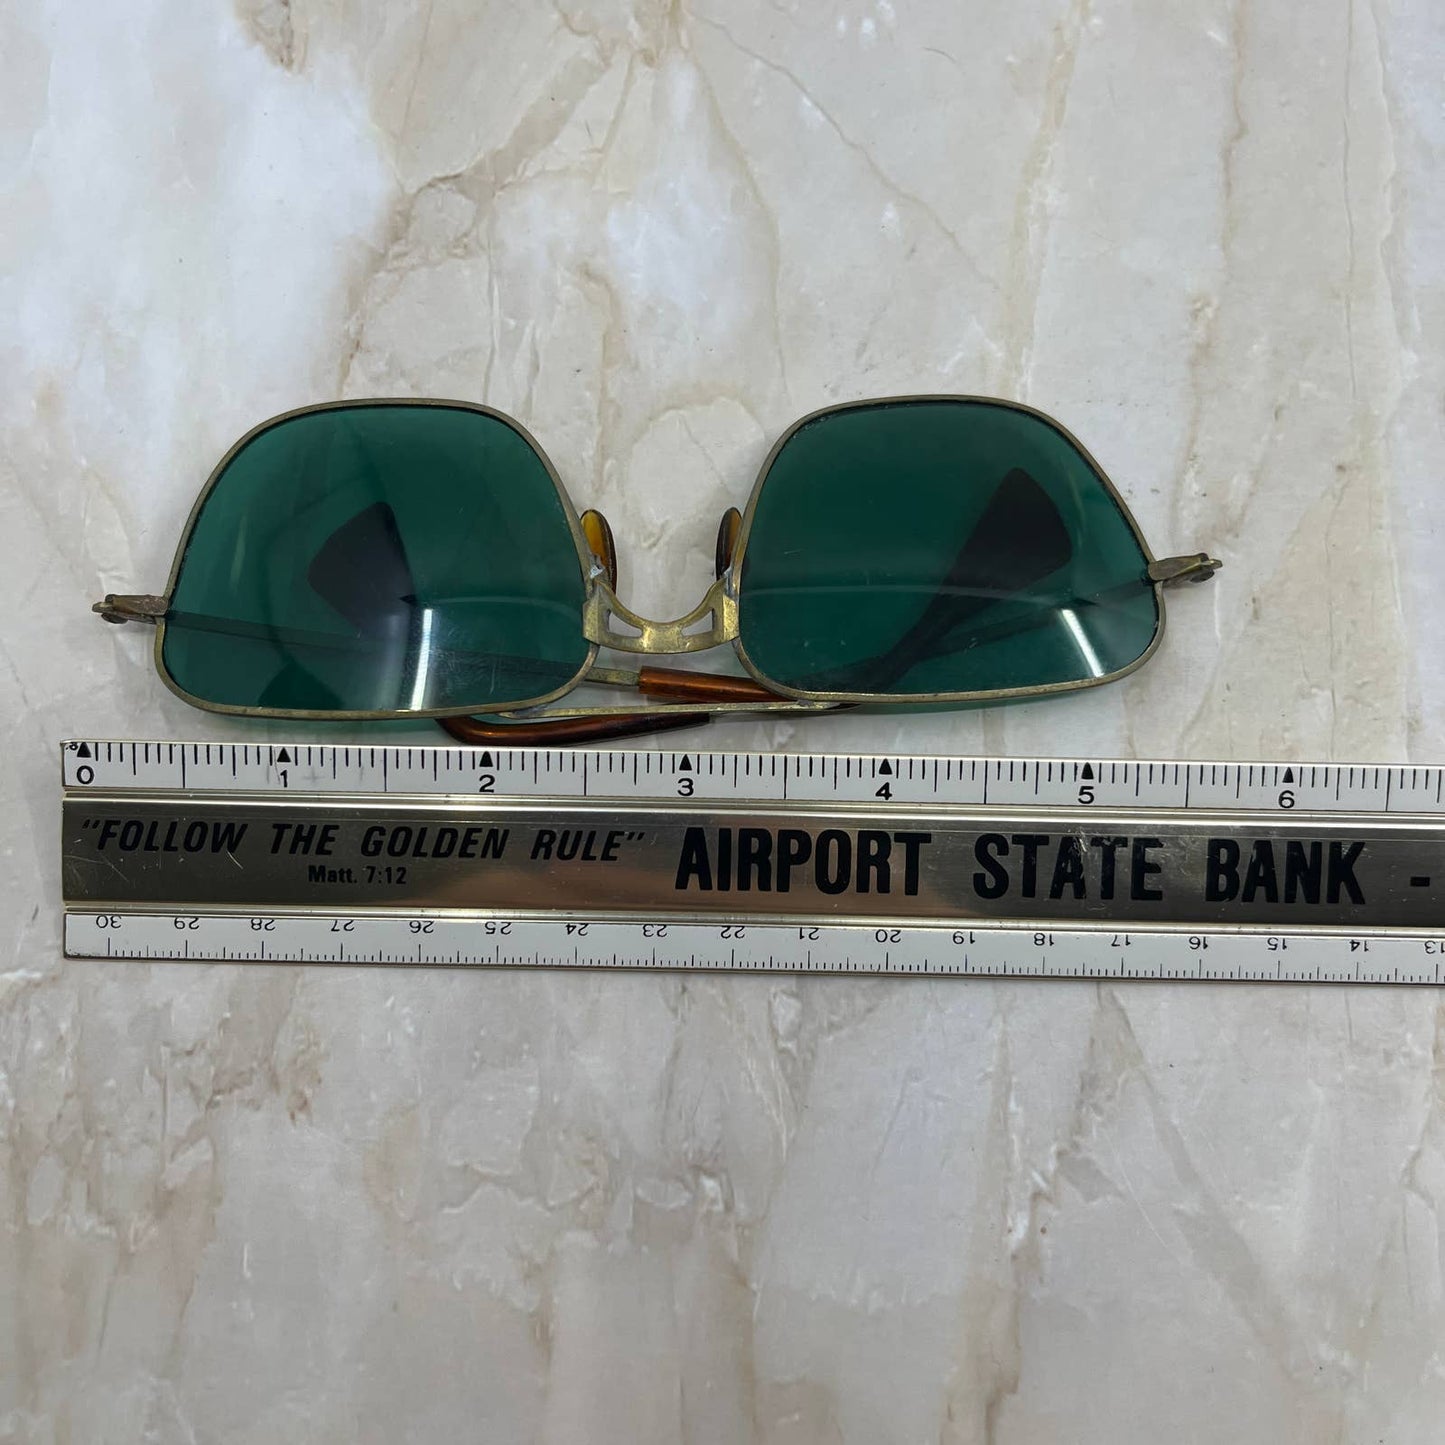 0 1 2 3 4 5 6
"FOLLOW THE GOLDEN RULE" AIRPORT STATE BANK -
Matt. 7:12
30 29 28 27 26 25 24 23 22 21 20 19 18 17 16 15 14 13